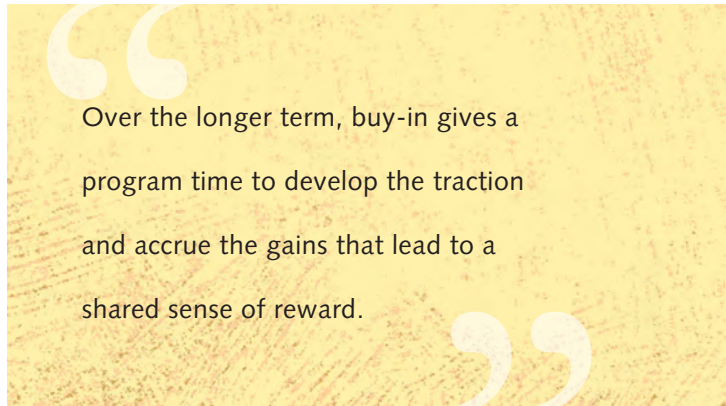 Over the longer term, buy-in gives a
program time to develop the traction
and accrue the gains that lead to a
shared sense of reward.